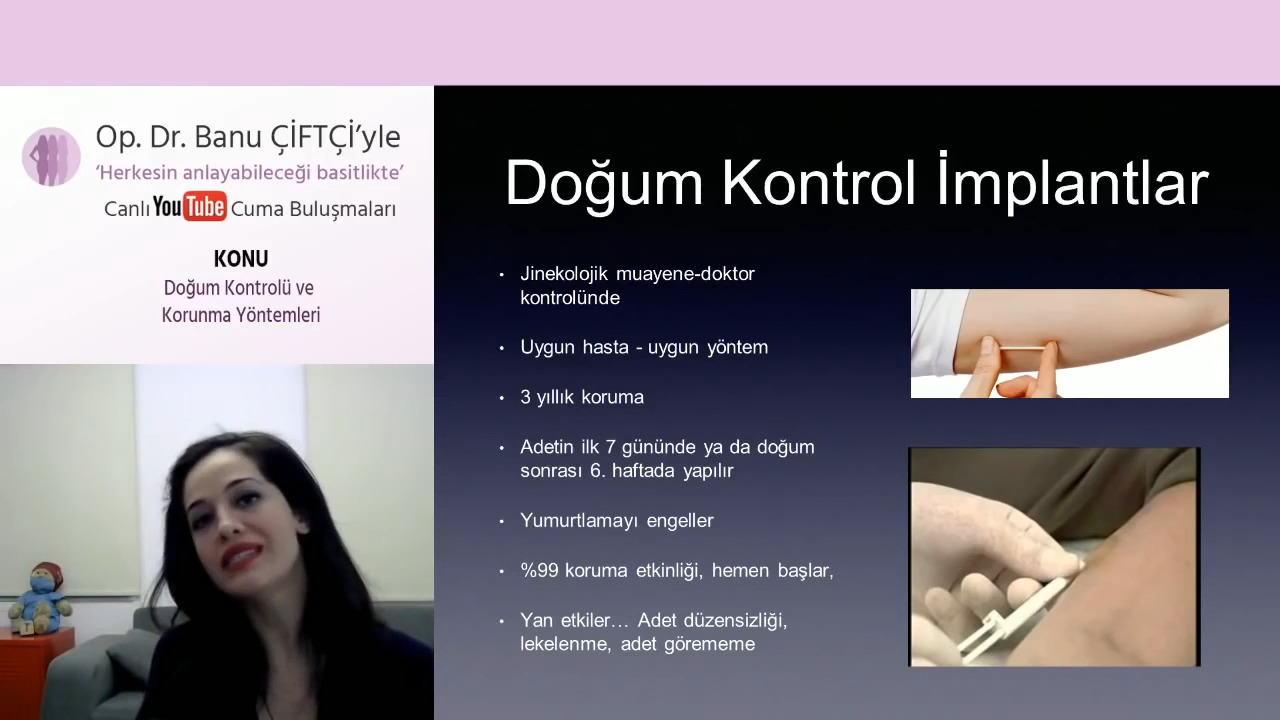 Op. Dr. Banu ÇİFTÇİ'yle
'Herkesin anlayabileceği basitlikte'
Canlı YouTube Cuma Buluşmaları
KONU
Doğum Kontrolü ve
Korunma Yöntemleri
Doğum Kontrol İmplantlar
• Jinekolojik muayene-doktor
kontrolünde
• Uygun hasta - uygun yöntem
• 3 yıllık koruma
• Adetin ilk 7 gününde ya da doğum
sonrası 6. haftada yapılır
• Yumurtlamayı engeller
• %99 koruma etkinliği, hemen başlar,
• Yan etkiler… Adet düzensizliği,
lekelenme, adet görememe